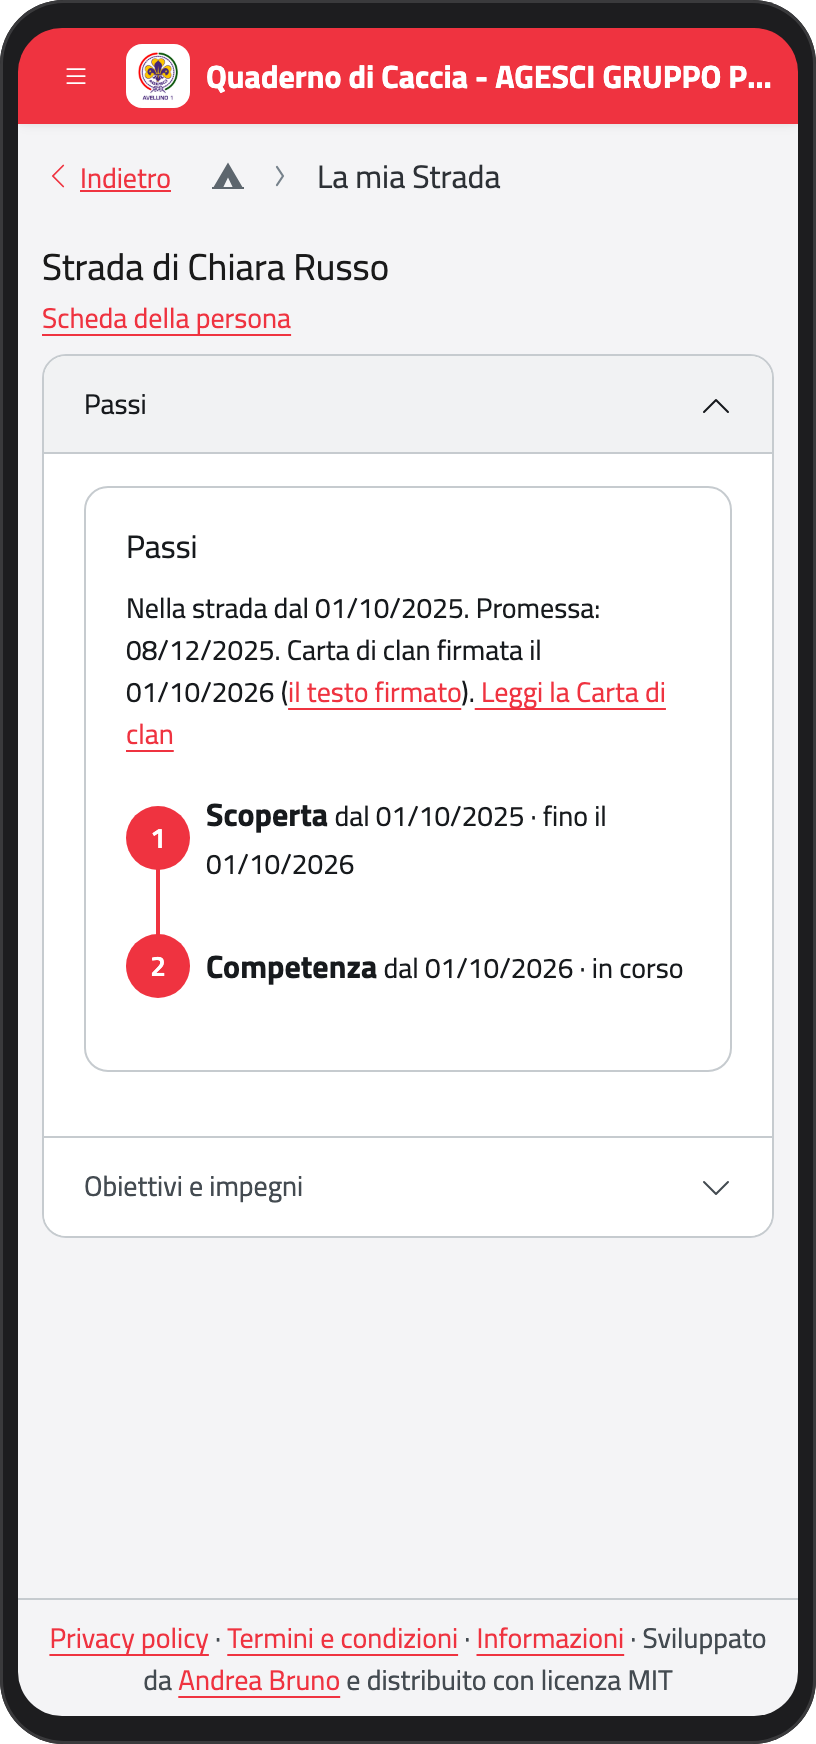 AVELLINO 1
Quaderno di Caccia - AGESCI GRUPPO P...
Indietro
La mia Strada
Strada di Chiara Russo
Scheda della persona
Passi
Passi
Nella strada dal 01/10/2025. Promessa:
08/12/2025. Carta di clan firmata il
01/10/2026 (il testo firmato). Leggi la Carta di
clan
1
Scoperta dal 01/10/2025 · fino il
01/10/2026
2
Competenza dal 01/10/2026 · in corso
Obiettivi e impegni
Privacy policy · Termini e condizioni · Informazioni · Sviluppato
da Andrea Bruno e distribuito con licenza MIT